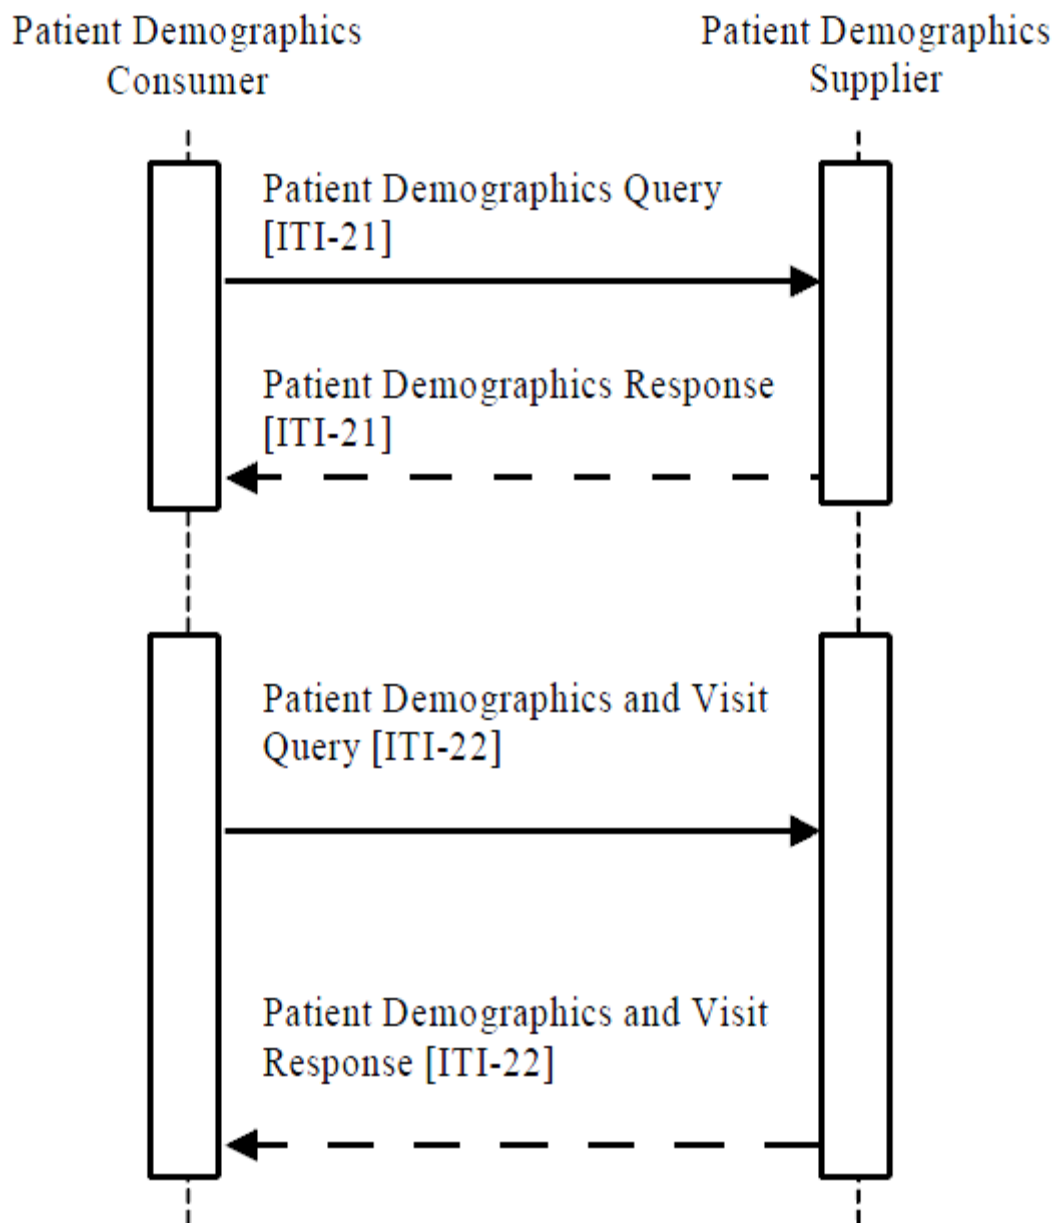 Patient Demographics
Consumer
Patient Demographics
Supplier
Patient Demographics Query
[ITI-21]
Patient Demographics Response
[ITI-21]
Patient Demographics and Visit
Query [ITI-22]
Patient Demographics and Visit
Response [ITI-22]